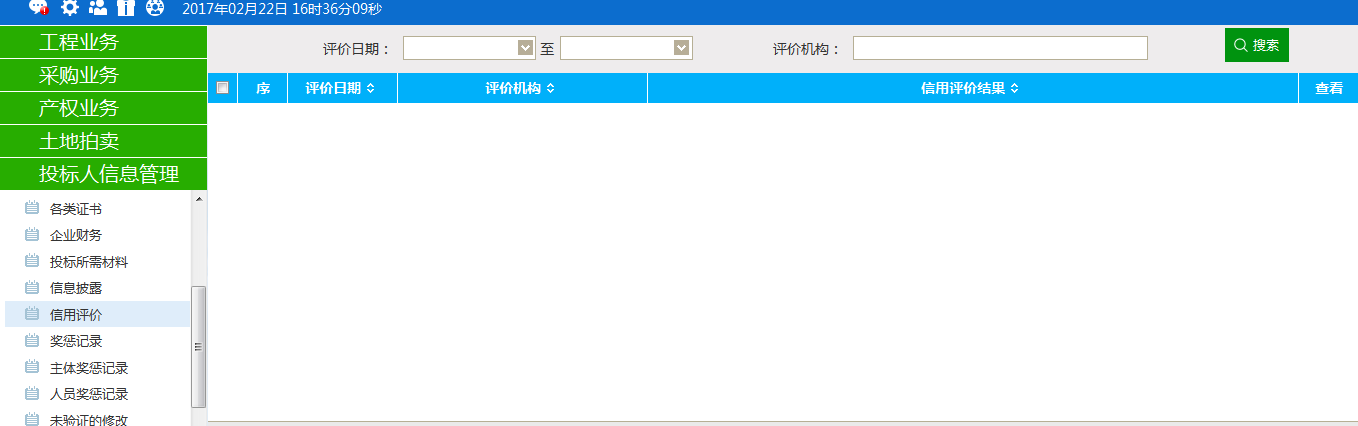 2017年02月22日 16时36分09秒
工程业务
采购业务
产权业务
土地拍卖
投标人信息管理
各类证书
企业财务
投标所需材料
信息披露
信用评价
奖惩记录
主体奖惩记录
人员奖惩记录
未验证的修改
评价日期： 至 评价机构： 搜索
序 评价日期 评价机构 信用评价结果 查看